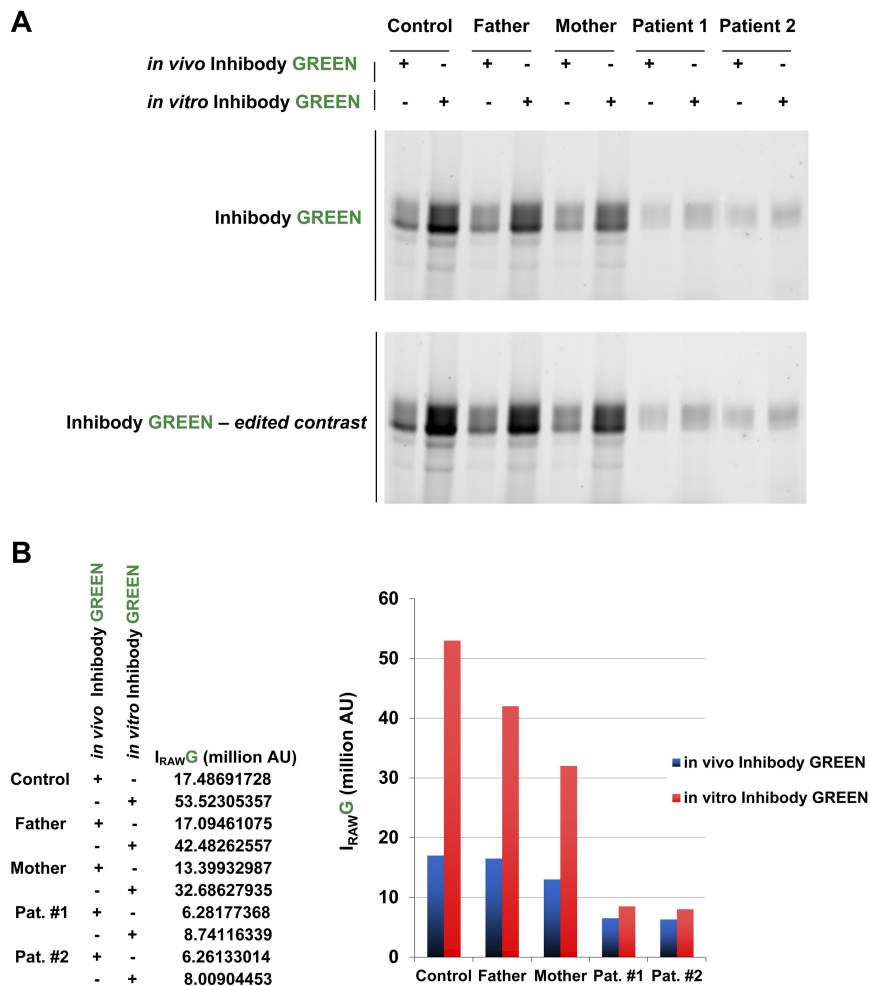 A
Control Father Mother Patient 1 Patient 2
in vivo Inhibody GREEN + - + - + - + - + -
in vitro Inhibody GREEN - + - + - + - + - +
Inhibody GREEN
Inhibody GREEN – edited contrast
B
in vivo Inhibody GREEN
in vitro Inhibody GREEN
IRAWG (million AU)
Control + - 17.48691728
- + 53.52305357
Father + - 17.09461075
- + 42.48262557
Mother + - 13.39932987
- + 32.68627935
Pat. #1 + - 6.28177368
- + 8.74116339
Pat. #2 + - 6.26133014
- + 8.00904453
IRAWG (million AU)
60
50
40
30
20
10
0
Control Father Mother Pat. #1 Pat. #2
in vivo Inhibody GREEN
in vitro Inhibody GREEN